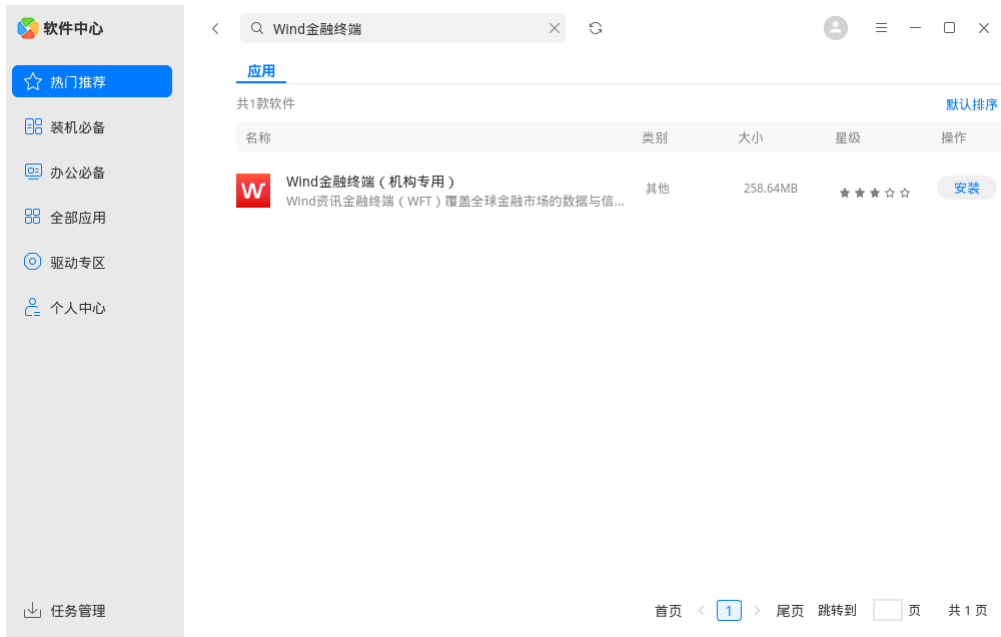 软件中心
Wind金融终端
热门推荐
装机必备
办公必备
全部应用
驱动专区
个人中心
任务管理
应用
共1款软件
默认排序
名称 类别 大小 星级 操作
Wind金融终端（机构专用）
Wind资讯金融终端（WFT）覆盖全球金融市场的数据与信...
其他 258.64MB 安装
首页 1 尾页 跳转到 页 共 1 页